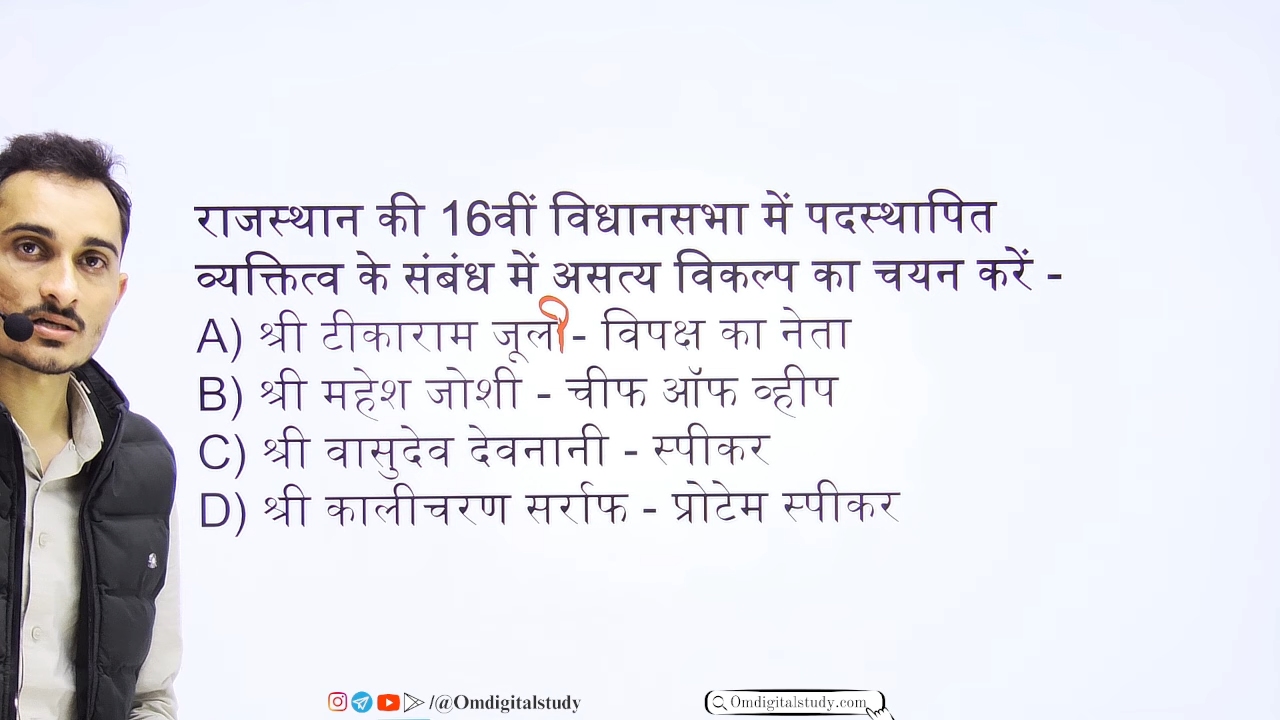 राजस्थान की 16वीं विधानसभा में पदस्थापित
व्यक्तित्व के संबंध में असत्य विकल्प का चयन करें -
A) श्री टीकाराम जूली - विपक्ष का नेता
B) श्री महेश जोशी - चीफ ऑफ व्हीप
C) श्री वासुदेव देवनानी - स्पीकर
D) श्री कालीचरण सर्राफ - प्रोटेम स्पीकर
/@Omdigitalstudy
Omdigitalstudy.com